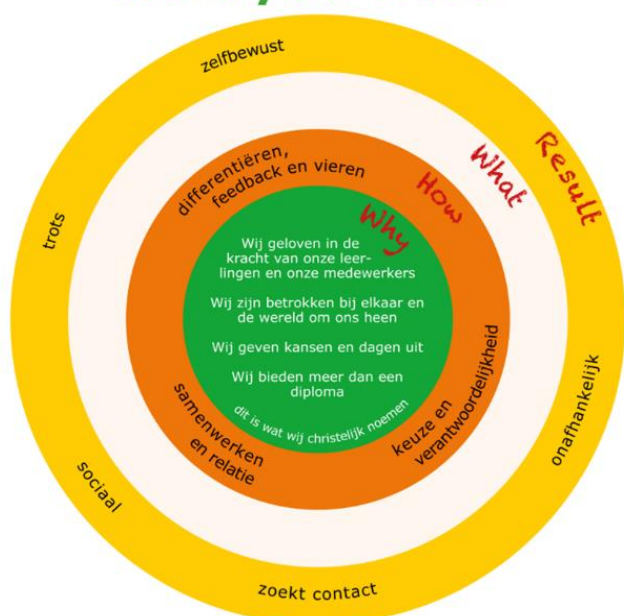 zelfbewust
trots
sociaal
zoekt contact
onafhankelijk
Result
What
How
Why
differentiëren,
feedback en vieren
samenwerken
en relatie
keuze en
verantwoordelijkheid
Wij geloven in de
kracht van onze leer-
lingen en onze medewerkers
Wij zijn betrokken bij elkaar en
de wereld om ons heen
Wij geven kansen en dagen uit
Wij bieden meer dan een
diploma
dit is wat wij christelijk noemen